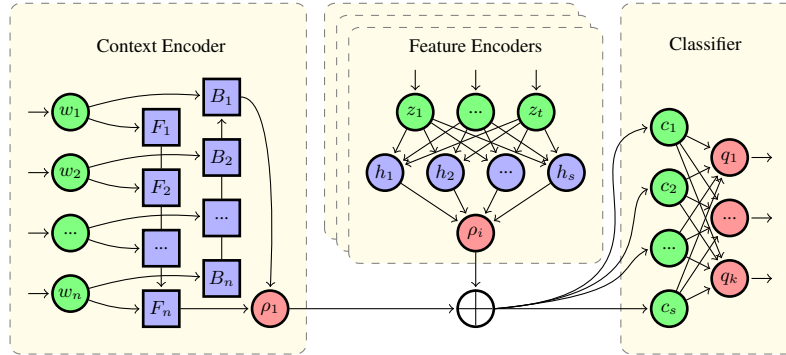 Context Encoder
w₁
w₂
...
wₙ
F₁
F₂
...
Fₙ
B₁
B₂
...
Bₙ
ρ₁
Feature Encoders
z₁ ... zₜ
h₁ h₂ ... hₛ
ρᵢ
Classifier
c₁
c₂
...
cₛ
q₁
...
qₖ